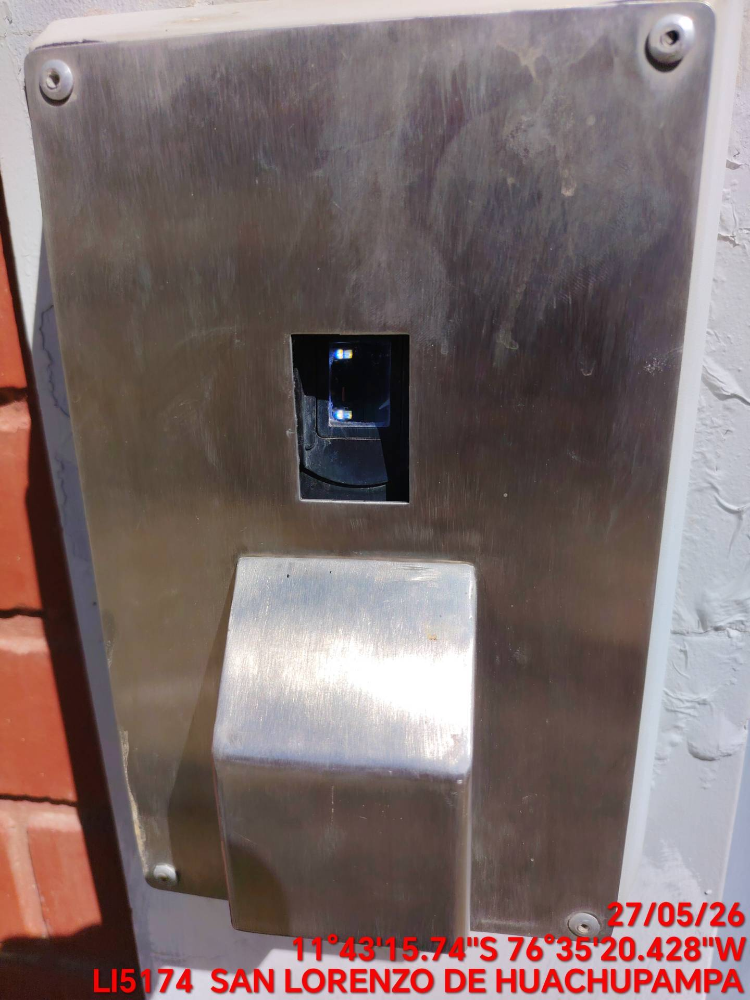 27/05/26
11°43'15.74"S 76°35'20.428"W
LI5174 SAN LORENZO DE HUACHUPAMPA